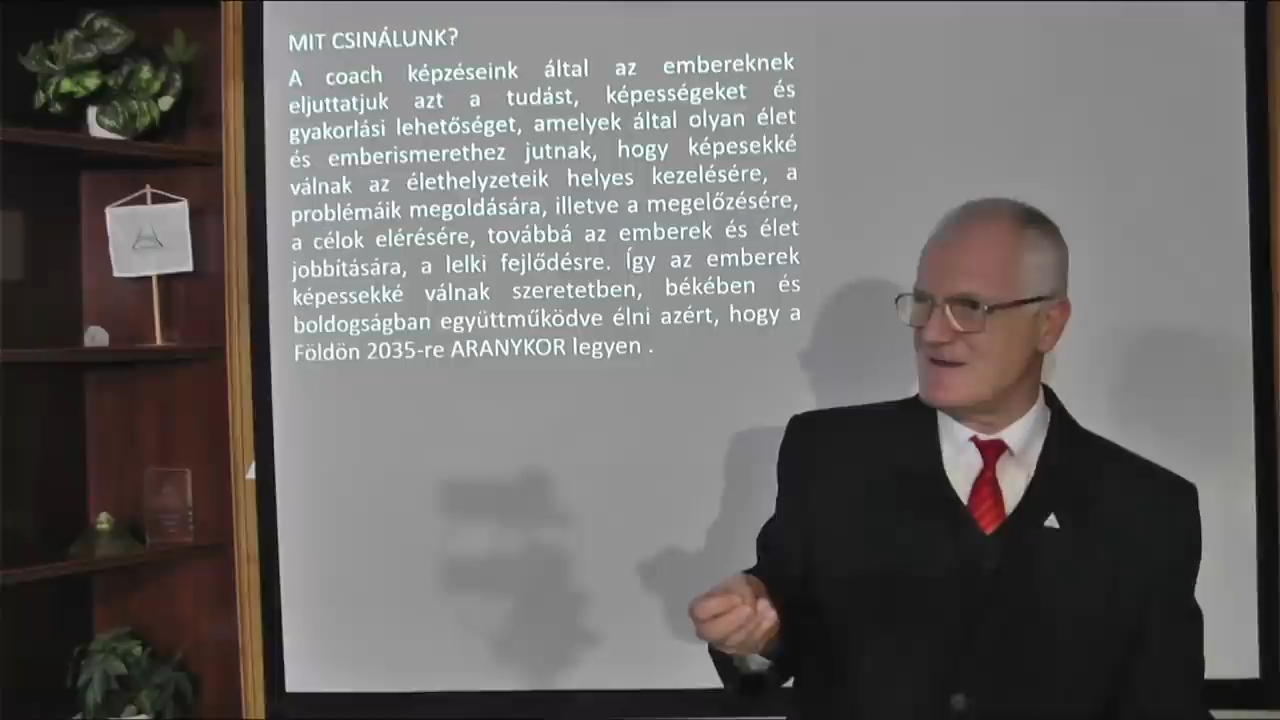 MIT CSINÁLUNK?
A coach képzéseink által az embereknek
eljuttatjuk azt a tudást, képességeket és
gyakorlási lehetőséget, amelyek által olyan élet
és emberismerethez jutnak, hogy képesekké
válnak az élethelyzeteik helyes kezelésére, a
problémáik megoldására, illetve a megelőzésére,
a célok elérésére, továbbá az emberek és élet
jobbítására, a lelki fejlődésre. Így az emberek
képessekké válnak szeretetben, békében és
boldogságban együttműködve élni azért, hogy a
Földön 2035-re ARANYKOR legyen .